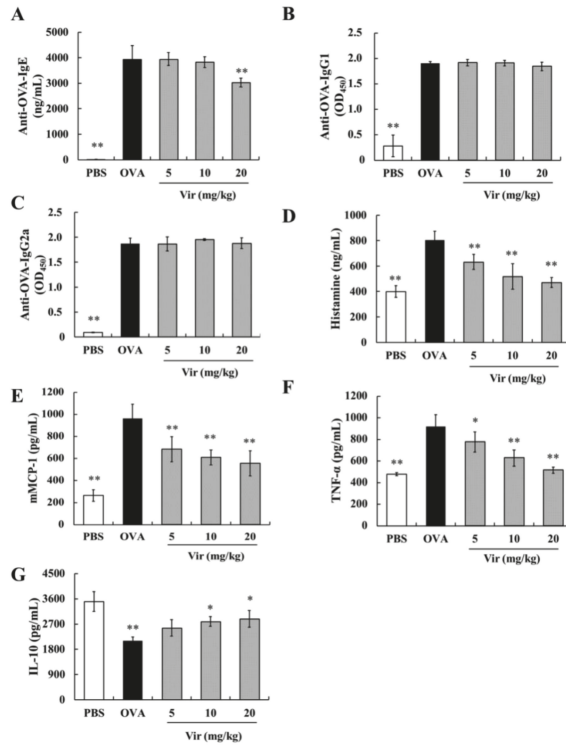 A
Anti-OVA-IgE
(ng/mL)
5000
4000
3000
2000
1000
0
**
**
PBS OVA 5 10 20
Vir (mg/kg)
B
Anti-OVA-IgG1
(OD450)
2.5
2.0
1.5
1.0
0.5
0
**
PBS OVA 5 10 20
Vir (mg/kg)
C
Anti-OVA-IgG2a
(OD450)
2.5
2.0
1.5
1.0
0.5
0
**
PBS OVA 5 10 20
Vir (mg/kg)
D
Histamine (ng/mL)
1000
800
600
400
200
0
**
**
**
**
PBS OVA 5 10 20
Vir (mg/kg)
E
mMCP-1 (pg/mL)
1200
1000
800
600
400
200
0
**
**
**
**
PBS OVA 5 10 20
Vir (mg/kg)
F
TNF-α (pg/mL)
1200
1000
800
600
400
200
0
**
*
**
**
PBS OVA 5 10 20
Vir (mg/kg)
G
IL-10 (pg/mL)
4500
3600
2700
1800
900
0
**
*
*
PBS OVA 5 10 20
Vir (mg/kg)